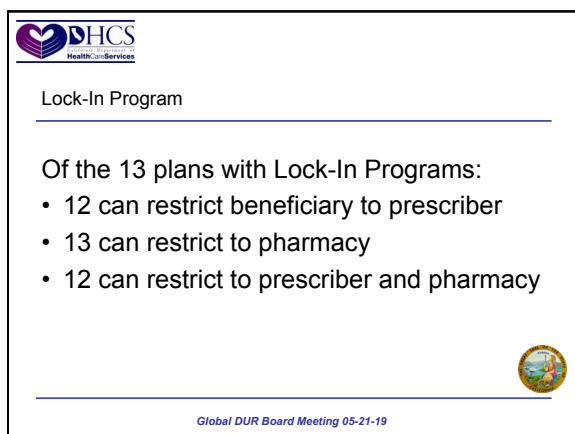 DHCS
California Department of
HealthCareServices
Lock-In Program
Of the 13 plans with Lock-In Programs:
• 12 can restrict beneficiary to prescriber
• 13 can restrict to pharmacy
• 12 can restrict to prescriber and pharmacy
Global DUR Board Meeting 05-21-19